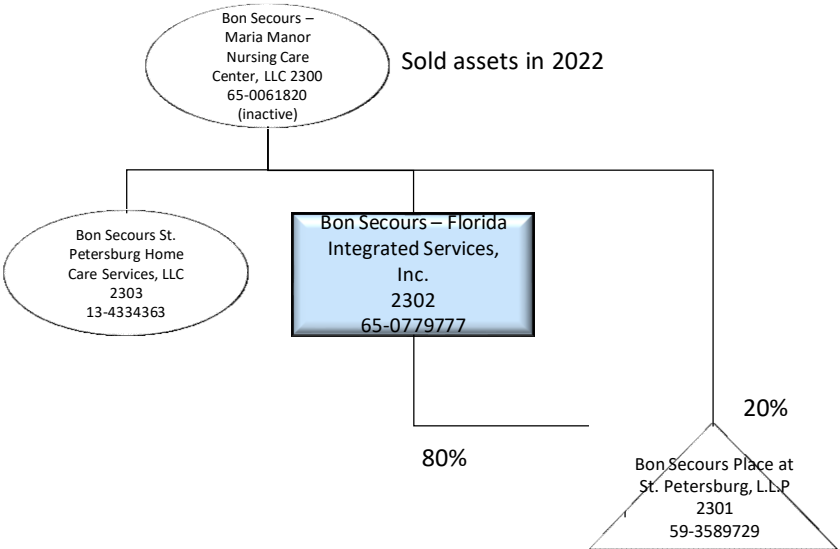 Bon Secours –
Maria Manor
Nursing Care
Center, LLC 2300
65-0061820
(inactive)
Sold assets in 2022
Bon Secours St.
Petersburg Home
Care Services, LLC
2303
13-4334363
Bon Secours – Florida
Integrated Services,
Inc.
2302
65-0779777
80%
20%
Bon Secours Place at
St. Petersburg, L.L.P
2301
59-3589729